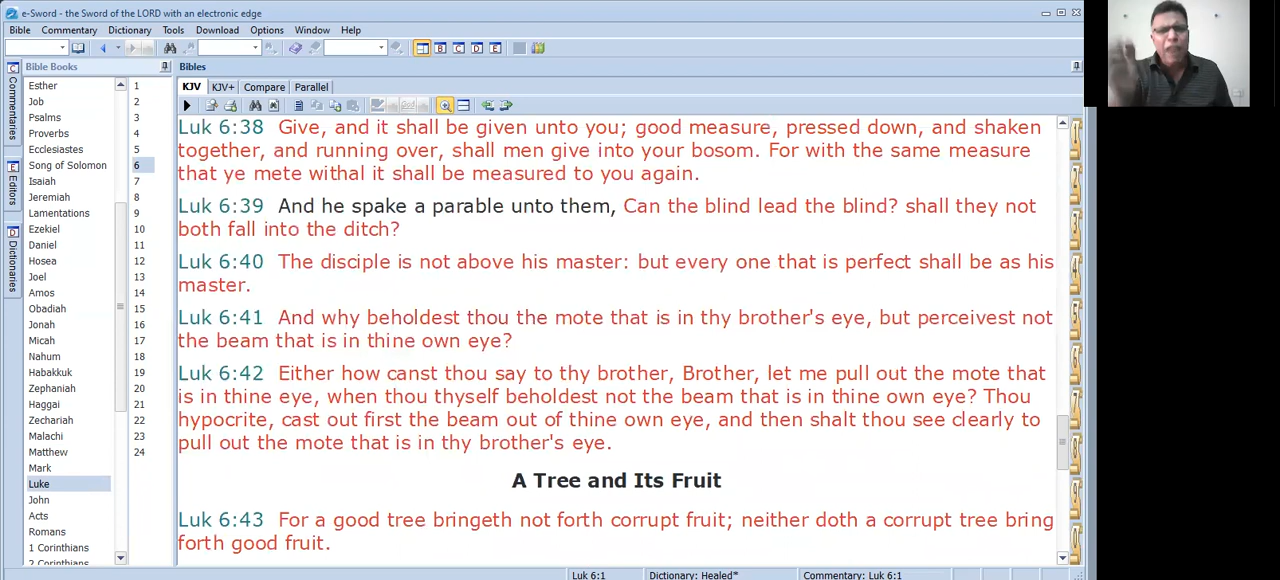 e-Sword - the Sword of the LORD with an electronic edge
Bible Commentary Dictionary Tools Download Options Window Help
B C D E
Bible Books
Bibles
Commentaries
Editors
Dictionaries
Esther
Job
Psalms
Proverbs
Ecclesiastes
Song of Solomon
Isaiah
Jeremiah
Lamentations
Ezekiel
Daniel
Hosea
Joel
Amos
Obadiah
Jonah
Micah
Nahum
Habakkuk
Zephaniah
Haggai
Zechariah
Malachi
Matthew
Mark
Luke
John
Acts
Romans
1 Corinthians
2 Corinthians
1
2
3
4
5
6
7
8
9
10
11
12
13
14
15
16
17
18
19
20
21
22
23
24
KJV KJV+ Compare Parallel
Luk 6:38 Give, and it shall be given unto you; good measure, pressed down, and shaken
together, and running over, shall men give into your bosom. For with the same measure
that ye mete withal it shall be measured to you again.
Luk 6:39 And he spake a parable unto them, Can the blind lead the blind? shall they not
both fall into the ditch?
Luk 6:40 The disciple is not above his master: but every one that is perfect shall be as his
master.
Luk 6:41 And why beholdest thou the mote that is in thy brother's eye, but perceivest not
the beam that is in thine own eye?
Luk 6:42 Either how canst thou say to thy brother, Brother, let me pull out the mote that
is in thine eye, when thou thyself beholdest not the beam that is in thine own eye? Thou
hypocrite, cast out first the beam out of thine own eye, and then shalt thou see clearly to
pull out the mote that is in thy brother's eye.
A Tree and Its Fruit
Luk 6:43 For a good tree bringeth not forth corrupt fruit; neither doth a corrupt tree bring
forth good fruit.
1
2
3
4
5
6
7
8
9
0
Luk 6:1 Dictionary: Healed* Commentary: Luk 6:1